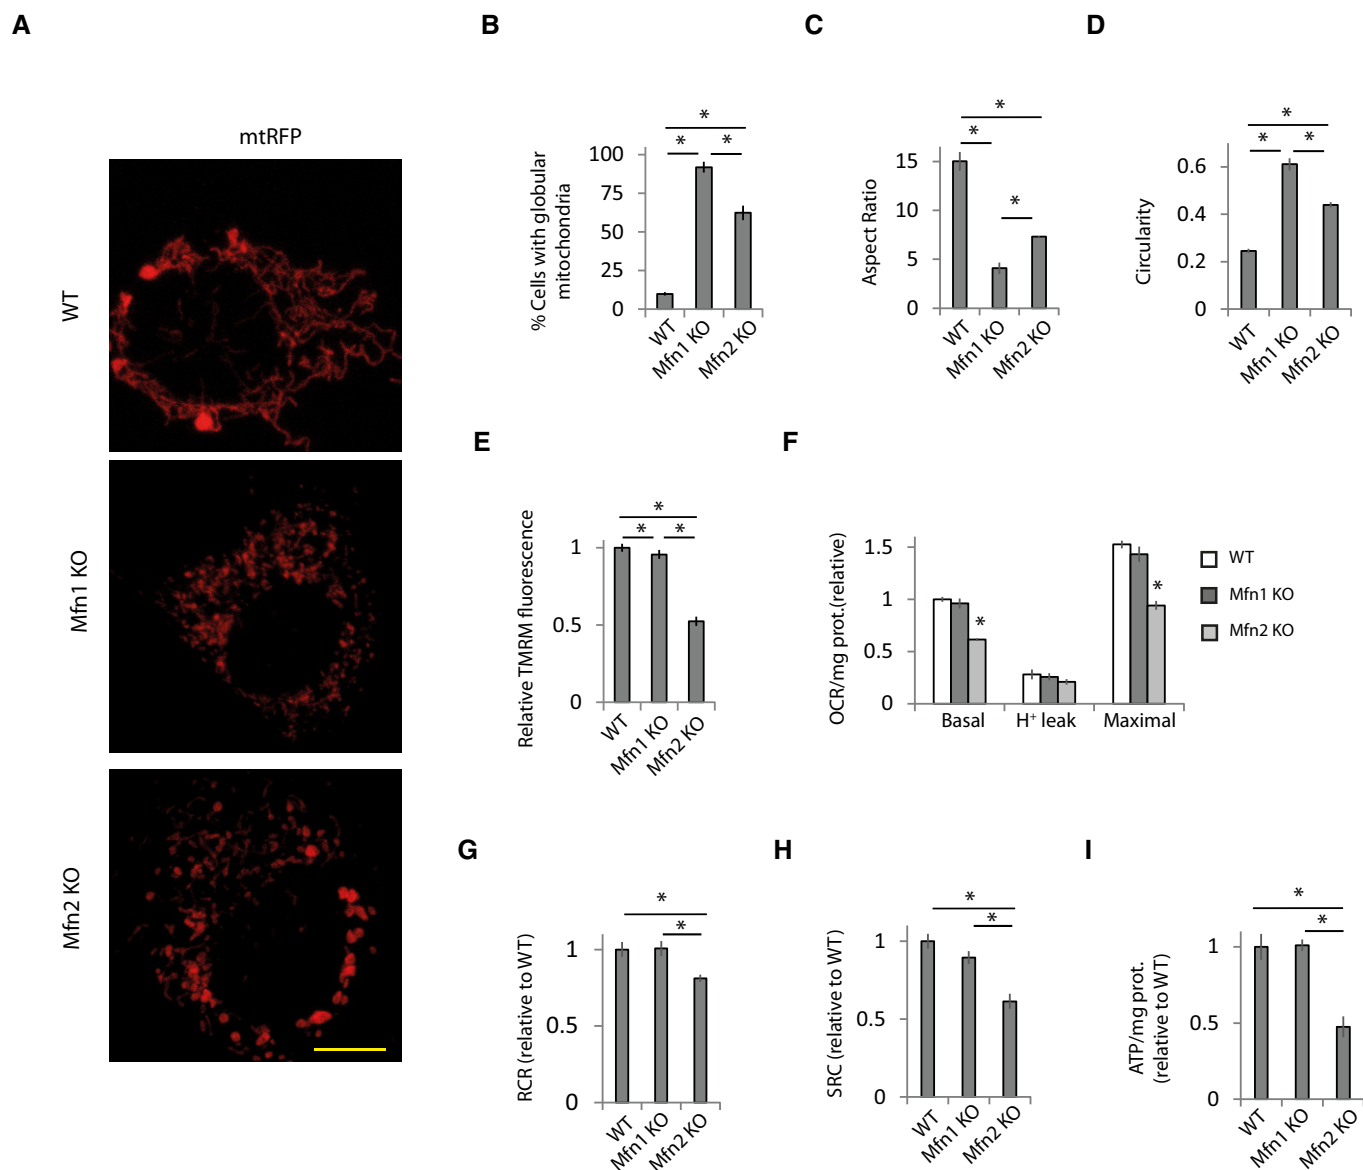 A
mtRFP
WT
Mfn1 KO
Mfn2 KO
B
% Cells with globular
mitochondria
100
75
50
25
0
*
*
*
WT
Mfn1 KO
Mfn2 KO
C
Aspect Ratio
15
10
5
0
*
*
*
WT
Mfn1 KO
Mfn2 KO
D
Circularity
0.6
0.4
0.2
0
*
*
*
WT
Mfn1 KO
Mfn2 KO
E
Relative TMRM fluorescence
1
0.5
0
*
*
*
WT
Mfn1 KO
Mfn2 KO
F
OCR/mg prot.(relative)
1.5
1
0.5
0
*
*
Basal
H⁺ leak
Maximal
WT
Mfn1 KO
Mfn2 KO
G
RCR (relative to WT)
1
0.5
0
*
*
WT
Mfn1 KO
Mfn2 KO
H
SRC (relative to WT)
1
0.5
0
*
*
WT
Mfn1 KO
Mfn2 KO
I
ATP/mg prot.
(relative to WT)
1
0.5
0
*
*
WT
Mfn1 KO
Mfn2 KO